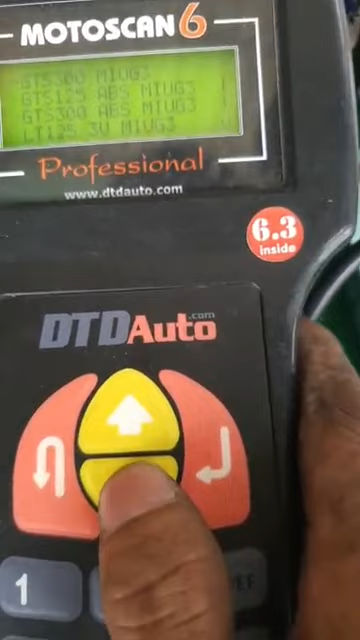 MOTOSCAN 6
GTS300 MIUG3
GTS125 ABS MIUG3
GTS300 ABS MIUG3
LT125 3V MIUG3
Professional
www.dtdauto.com
6.3
inside
DTDAuto.com
1